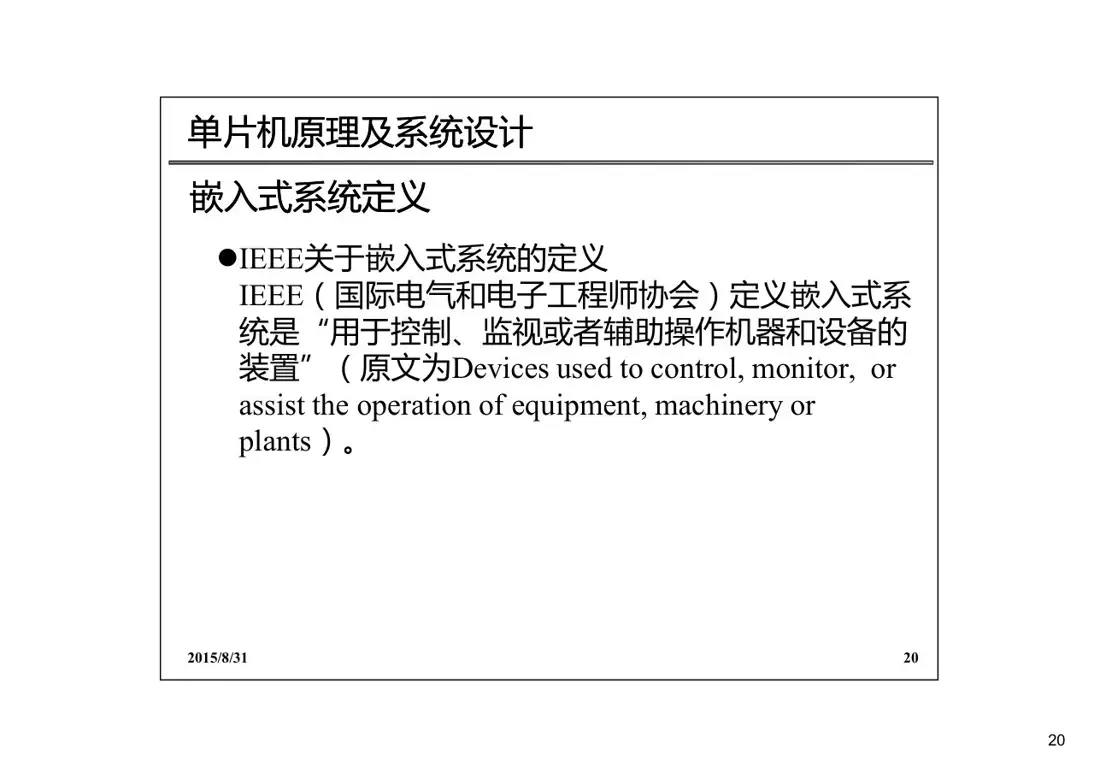 单片机原理及系统设计
嵌入式系统定义
●IEEE关于嵌入式系统的定义
IEEE（国际电气和电子工程师协会）定义嵌入式系
统是“用于控制、监视或者辅助操作机器和设备的
装置”（原文为Devices used to control, monitor, or
assist the operation of equipment, machinery or
plants）。
2015/8/31 20
20